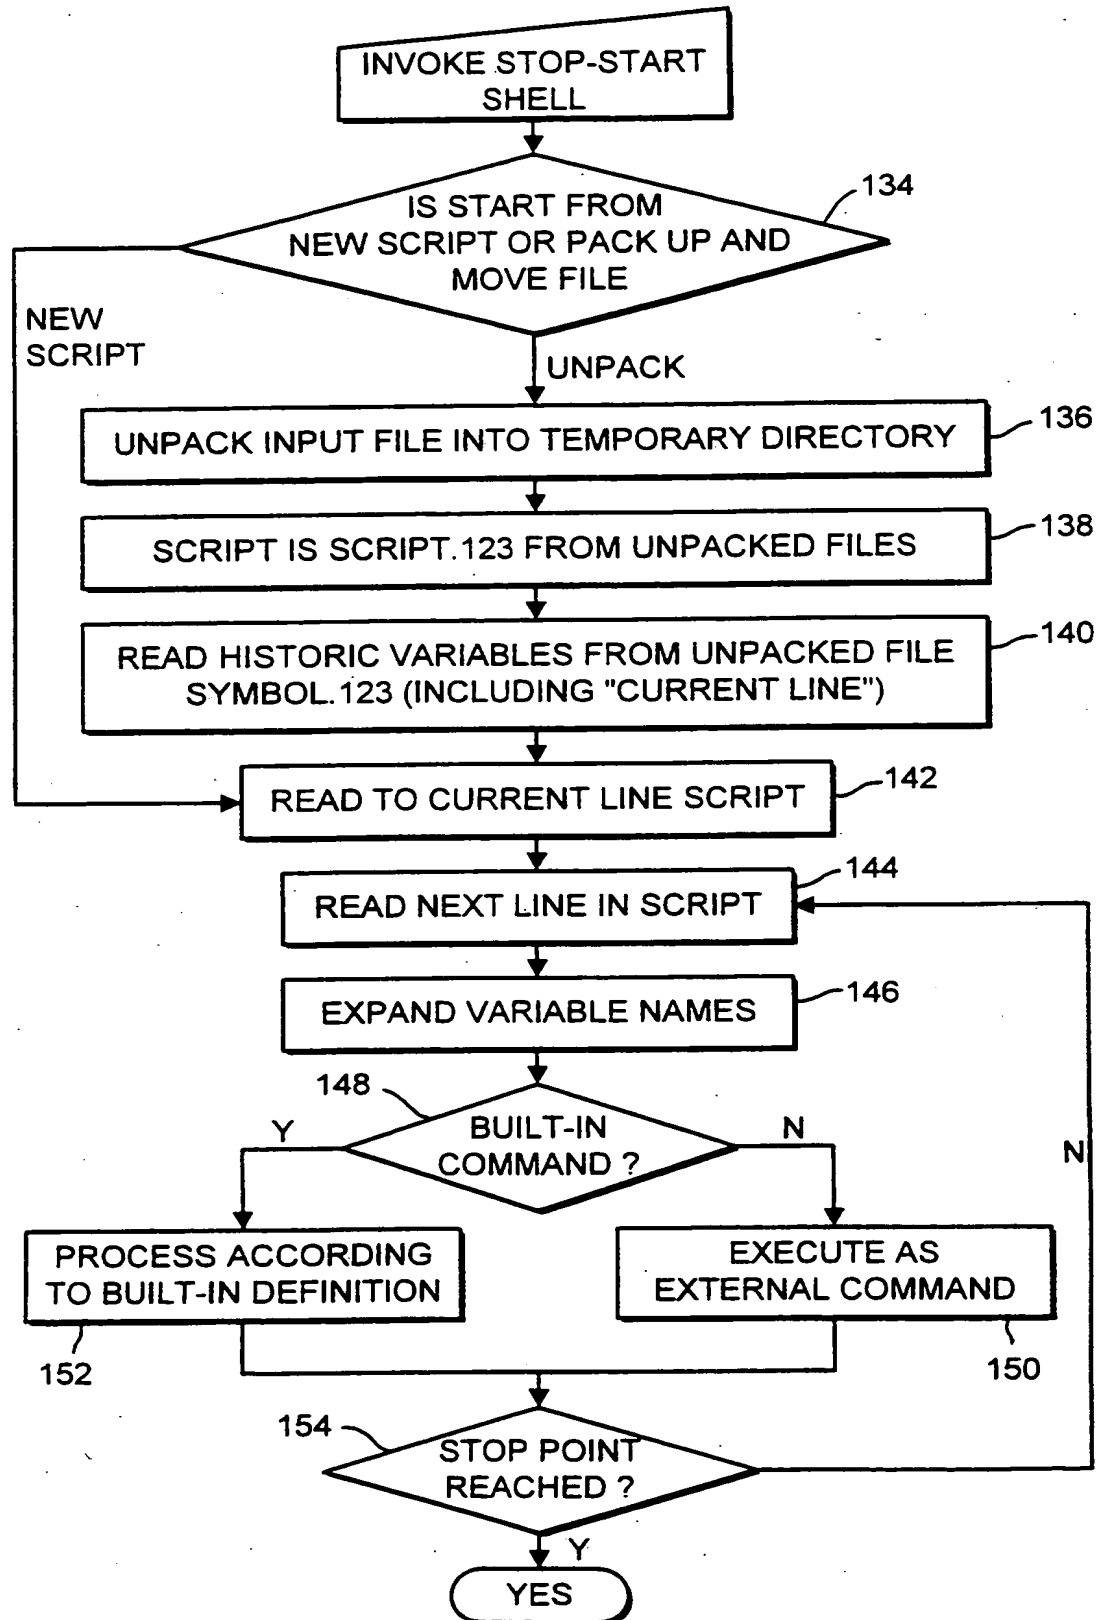 INVOKE STOP-START
SHELL
134
IS START FROM
NEW SCRIPT OR PACK UP AND
MOVE FILE
NEW
SCRIPT
UNPACK
UNPACK INPUT FILE INTO TEMPORARY DIRECTORY
136
SCRIPT IS SCRIPT.123 FROM UNPACKED FILES
138
READ HISTORIC VARIABLES FROM UNPACKED FILE
SYMBOL.123 (INCLUDING "CURRENT LINE")
140
READ TO CURRENT LINE SCRIPT
142
READ NEXT LINE IN SCRIPT
144
EXPAND VARIABLE NAMES
146
148
BUILT-IN
COMMAND ?
Y
N
N
PROCESS ACCORDING
TO BUILT-IN DEFINITION
152
EXECUTE AS
EXTERNAL COMMAND
150
154
STOP POINT
REACHED ?
Y
YES